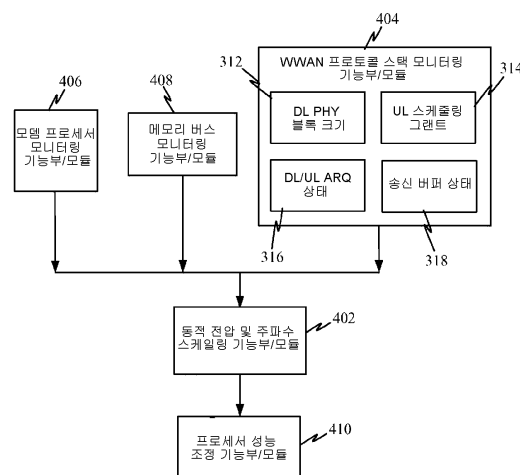 404
WWAN 프로토콜 스택 모니터링
기능부/모듈
312
314
DL PHY
블록 크기
UL 스케줄링
그랜트
DL/UL ARQ
상태
송신 버퍼 상태
316
318
406
모뎀 프로세서
모니터링
기능부/모듈
408
메모리 버스
모니터링
기능부/모듈
동적 전압 및 주파수
스케일링 기능부/모듈
402
프로세서 성능
조정 기능부/모듈
410